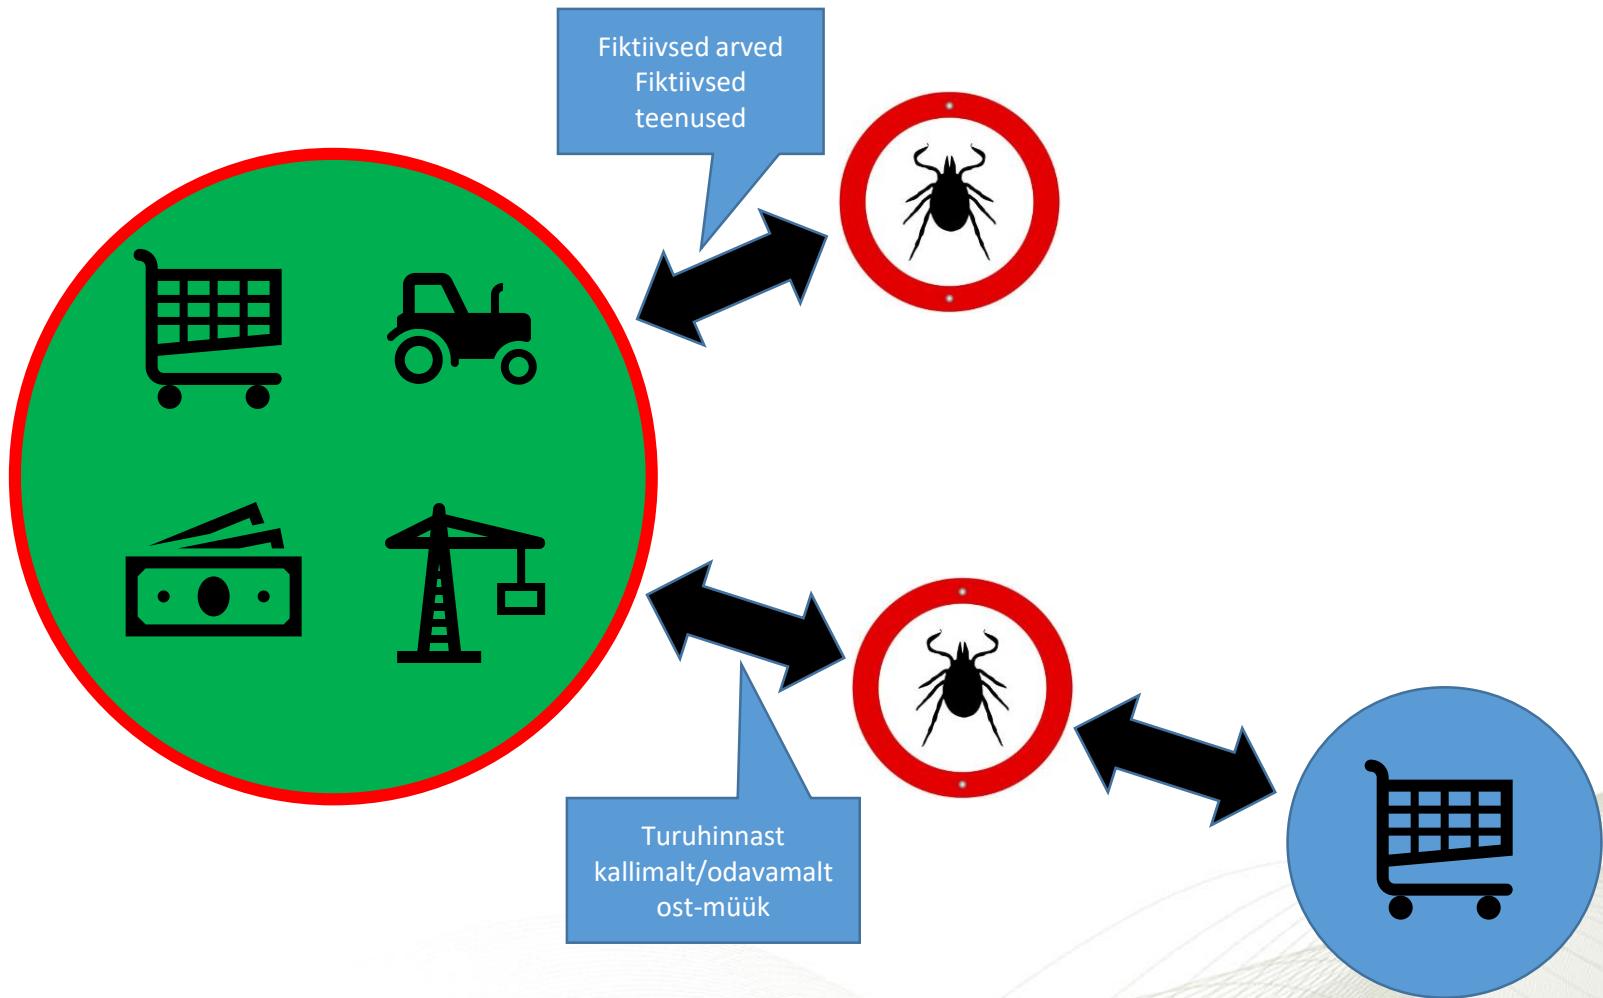 Fiktiivsed arved
Fiktiivsed
teenused
Turuhinnast
kallimalt/odavamalt
ost-müük